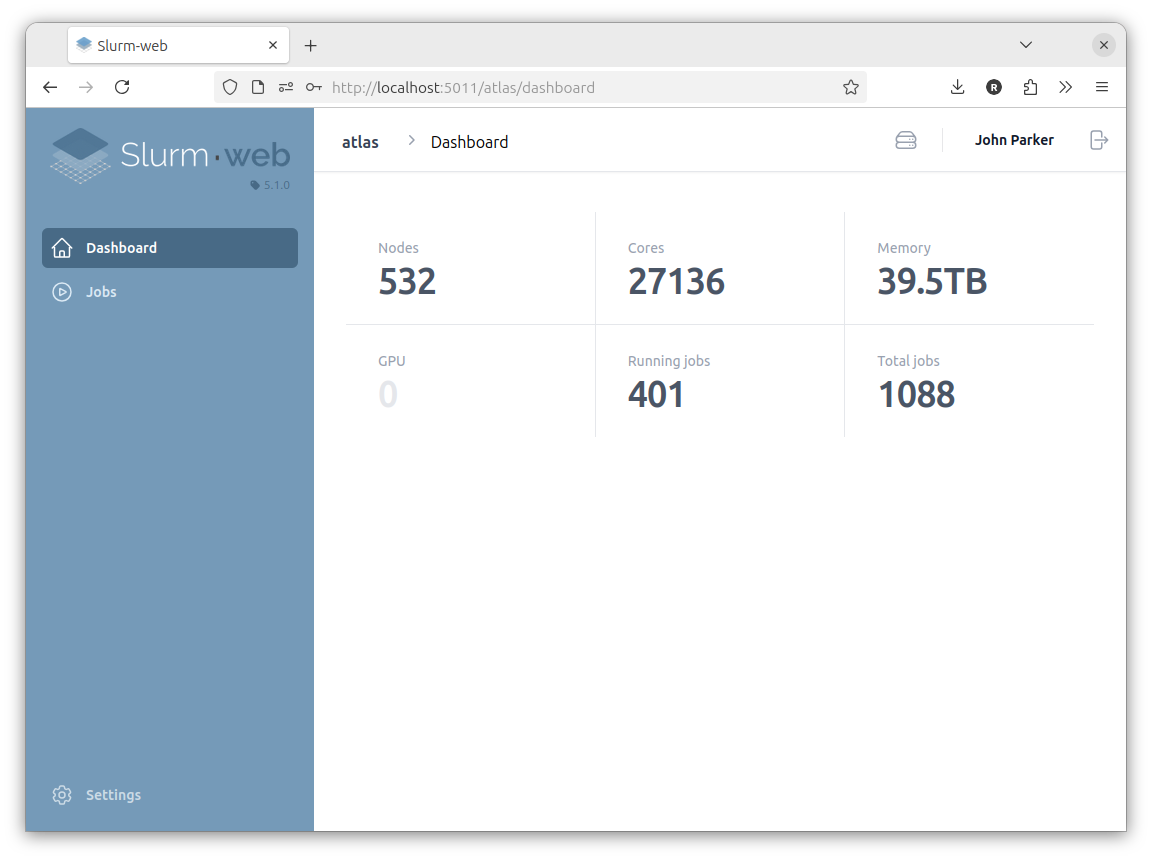 Slurm-web
http://localhost:5011/atlas/dashboard
R
Slurm·web
5.1.0
atlas
Dashboard
John Parker
Dashboard
Jobs
Nodes
532
Cores
27136
Memory
39.5TB
GPU
0
Running jobs
401
Total jobs
1088
Settings